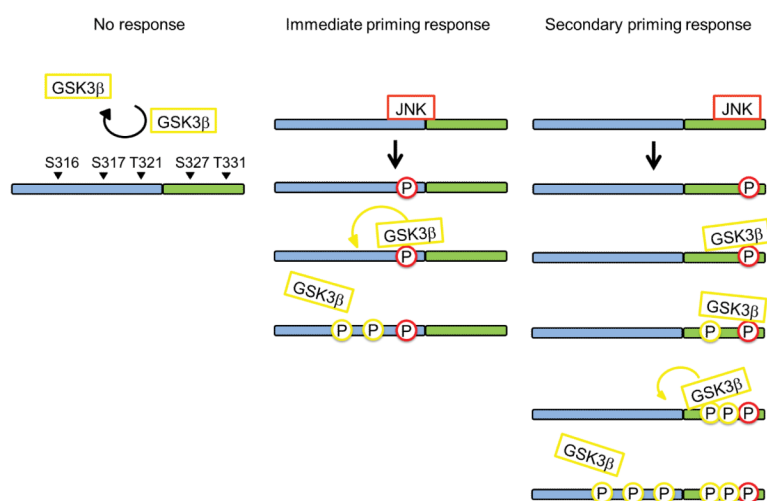 No response
Immediate priming response
Secondary priming response
GSK3β
GSK3β
S316 S317 T321 S327 T331
JNK
P
GSK3β
P
GSK3β
P P P
JNK
P
GSK3β
P
GSK3β
P P
GSK3β
P P P
GSK3β
P P P P P P